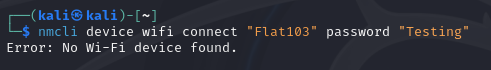 ┌──(kali㉿kali)-[~]
└─$ nmcli device wifi connect "Flat103" password "Testing"
Error: No Wi-Fi device found.